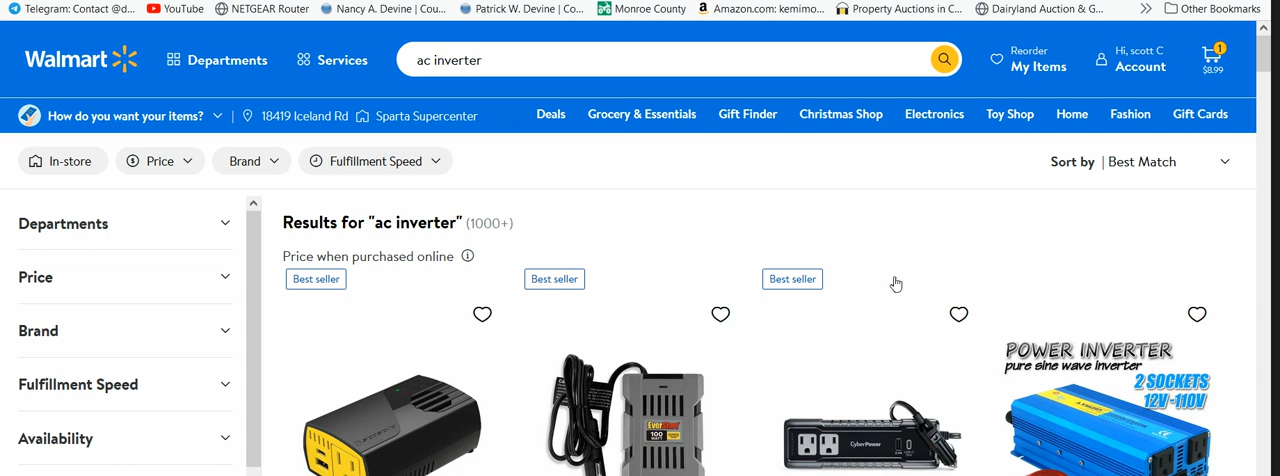 Telegram: Contact @d... YouTube NETGEAR Router Nancy A. Devine | Cou... Patrick W. Devine | Co... Monroe County Amazon.com: kemimo... Property Auctions in C... Dairyland Auction & G... Other Bookmarks
Walmart Departments Services ac inverter Reorder My Items Hi, scott C Account 1 $8.99
How do you want your items? 18419 Iceland Rd Sparta Supercenter Deals Grocery & Essentials Gift Finder Christmas Shop Electronics Toy Shop Home Fashion Gift Cards
In-store Price Brand Fulfillment Speed Sort by | Best Match
Departments
Price
Brand
Fulfillment Speed
Availability
Results for "ac inverter" (1000+)
Price when purchased online
Best seller Best seller Best seller
EverStart
100
WATT
CyberPower
POWER INVERTER
pure sine wave inverter
2 SOCKETS
12V -110V